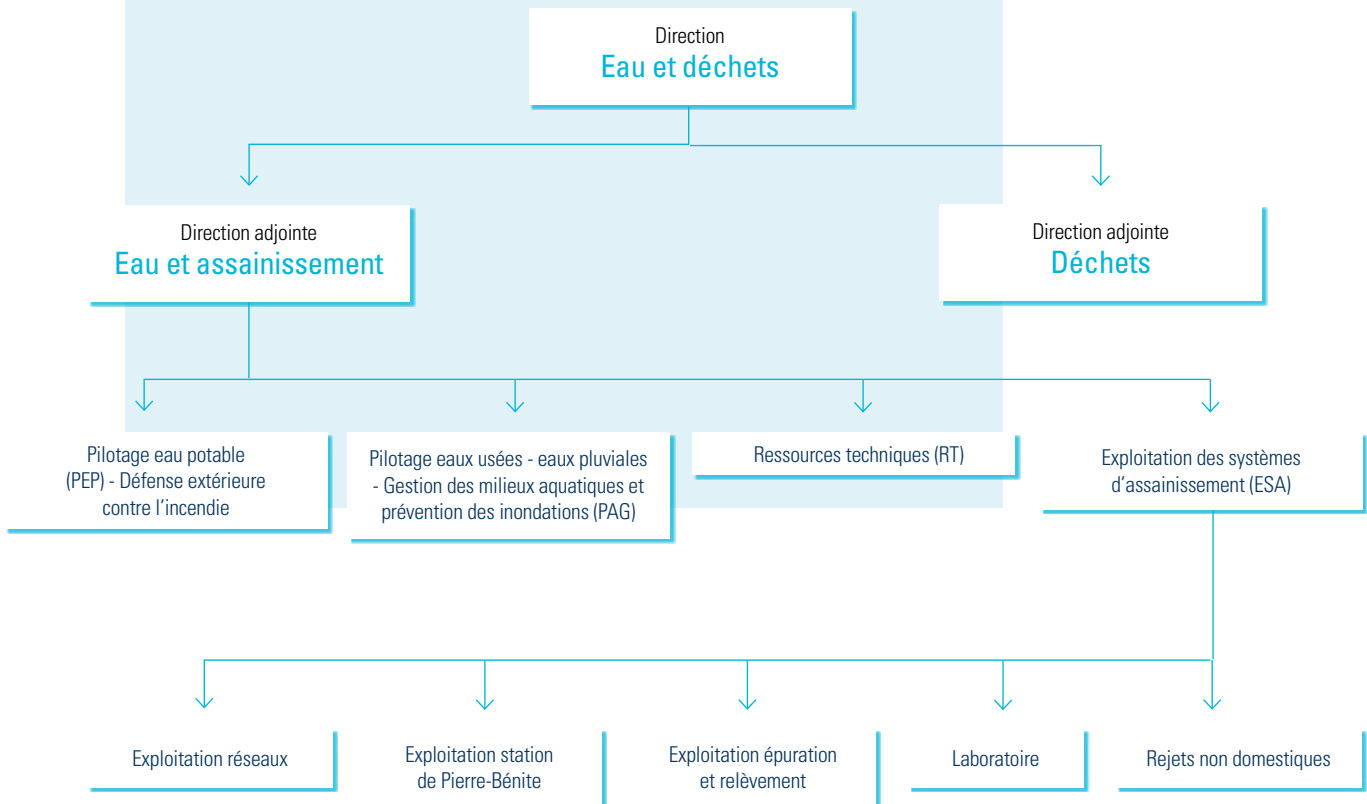 Direction
Eau et déchets
Direction adjointe
Eau et assainissement
Direction adjointe
Déchets
Pilotage eau potable
(PEP) - Défense extérieure
contre l'incendie
Pilotage eaux usées - eaux pluviales
- Gestion des milieux aquatiques et
prévention des inondations (PAG)
Ressources techniques (RT)
Exploitation des systèmes
d'assainissement (ESA)
Exploitation réseaux
Exploitation station
de Pierre-Bénite
Exploitation épuration
et relèvement
Laboratoire
Rejets non domestiques